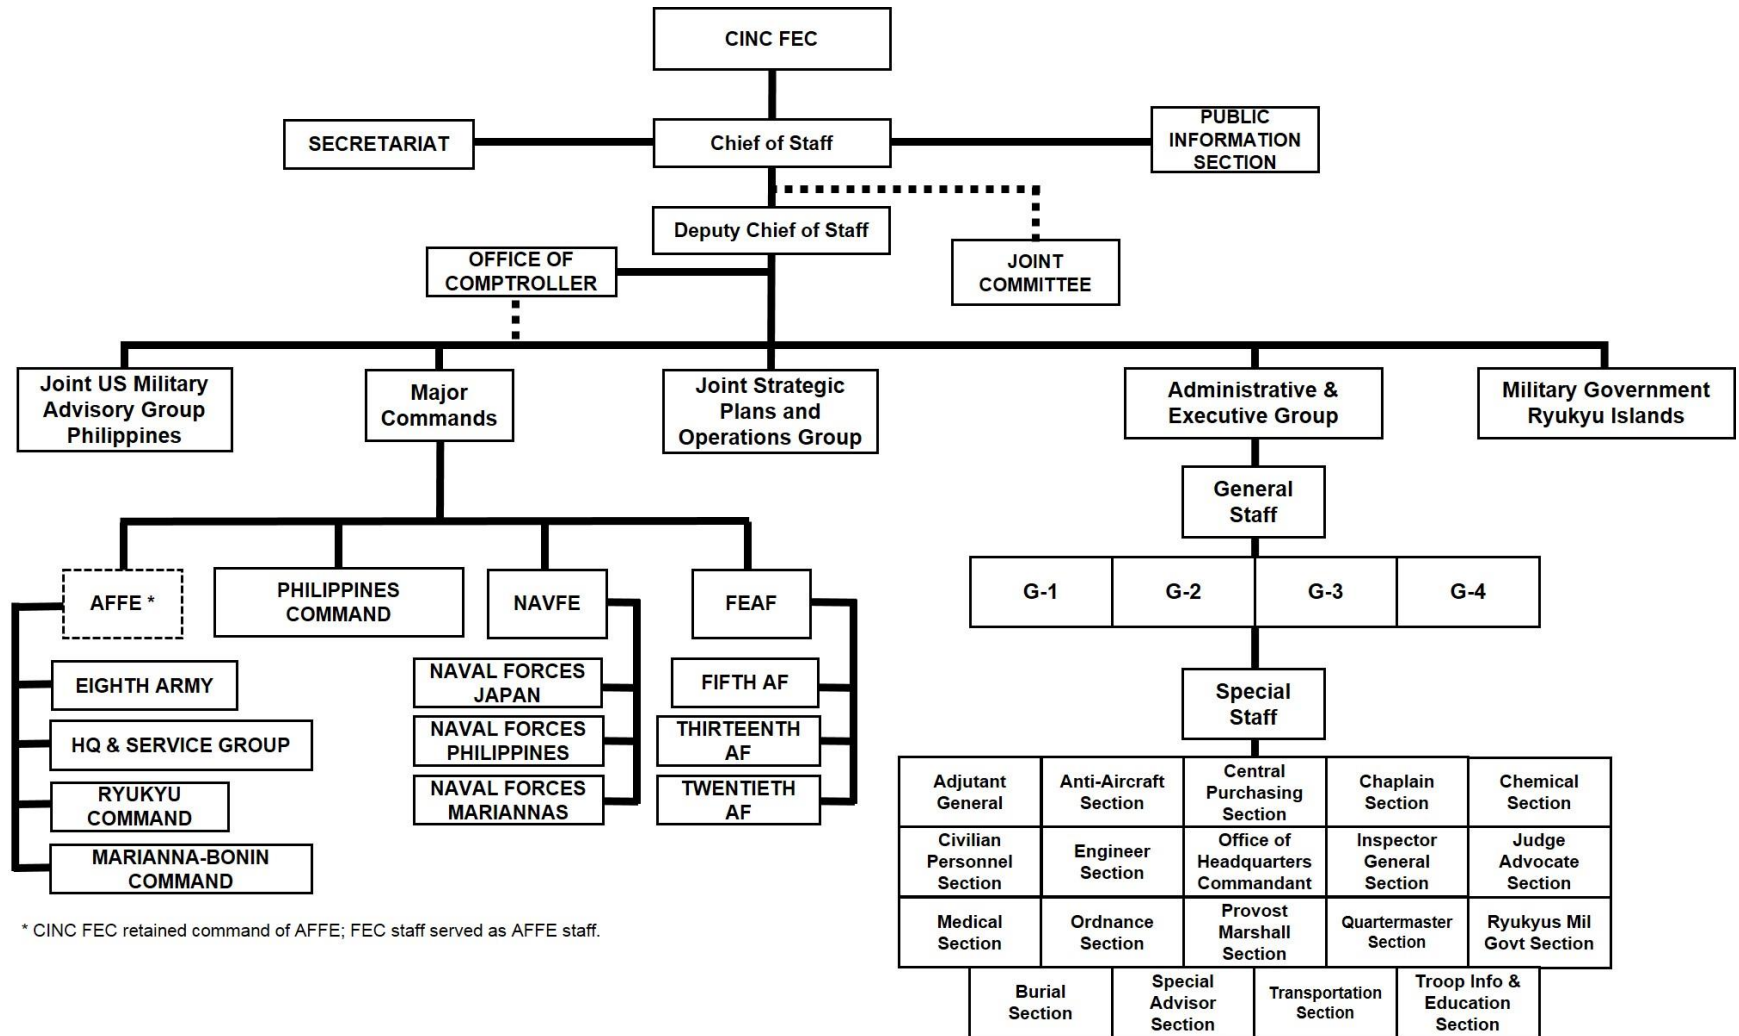 CINC FEC
SECRETARIAT
Chief of Staff
PUBLIC
INFORMATION
SECTION
Deputy Chief of Staff
OFFICE OF
COMPTROLLER
JOINT
COMMITTEE
Joint US Military
Advisory Group
Philippines
Major
Commands
Joint Strategic
Plans and
Operations Group
Administrative &
Executive Group
Military Government
Ryukyu Islands
General
Staff
G-1
G-2
G-3
G-4
AFFE *
PHILIPPINES
COMMAND
NAVFE
FEAF
EIGHTH ARMY
HQ & SERVICE GROUP
RYUKYU
COMMAND
MARIANNA-BONIN
COMMAND
NAVAL FORCES
JAPAN
NAVAL FORCES
PHILIPPINES
NAVAL FORCES
MARIANNAS
FIFTH AF
THIRTEENTH
AF
TWENTIETH
AF
Special
Staff
Adjutant
General
Anti-Aircraft
Section
Central
Purchasing
Section
Chaplain
Section
Chemical
Section
Civilian
Personnel
Section
Engineer
Section
Office of
Headquarters
Commandant
Inspector
General
Section
Judge
Advocate
Section
Medical
Section
Ordnance
Section
Provost
Marshall
Section
Quartermaster
Section
Ryukyus Mil
Govt Section
Burial
Section
Special
Advisor
Section
Transportation
Section
Troop Info &
Education
Section
* CINC FEC retained command of AFFE; FEC staff served as AFFE staff.